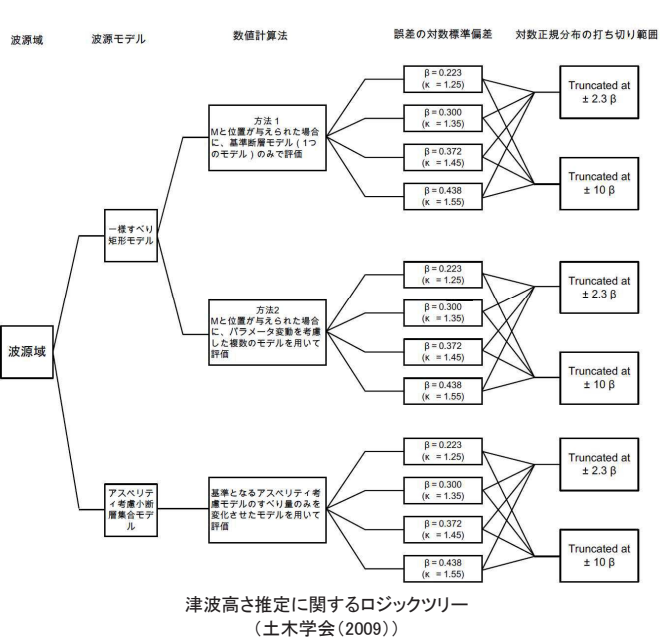 波源域
波源モデル
数値計算法
誤差の対数標準偏差
対数正規分布の打ち切り範囲
波源域
一様すべり
矩形モデル
アスペリテ
ィ考慮小断
層集合モデ
ル
方法1
Mと位置が与えられた場合
に、基準断層モデル(1つ
のモデル)のみで評価
方法2
Mと位置が与えられた場合
に、パラメータ変動を考慮
した複数のモデルを用いて
評価
基準となるアスペリティ考
慮モデルのすべり量のみを
変化させたモデルを用いて
評価
β=0.223
(κ =1.25)
β=0.300
(κ =1.35)
β=0.372
(κ =1.45)
β=0.438
(κ =1.55)
Truncated at
± 2.3 β
Truncated at
± 10 β
β=0.223
(κ =1.25)
β=0.300
(κ =1.35)
β=0.372
(κ =1.45)
β=0.438
(κ =1.55)
Truncated at
± 2.3 β
Truncated at
± 10 β
β=0.223
(κ =1.25)
β=0.300
(κ =1.35)
β=0.372
(κ =1.45)
β=0.438
(κ =1.55)
Truncated at
± 2.3 β
Truncated at
± 10 β
津波高さ推定に関するロジックツリー
(土木学会(2009))